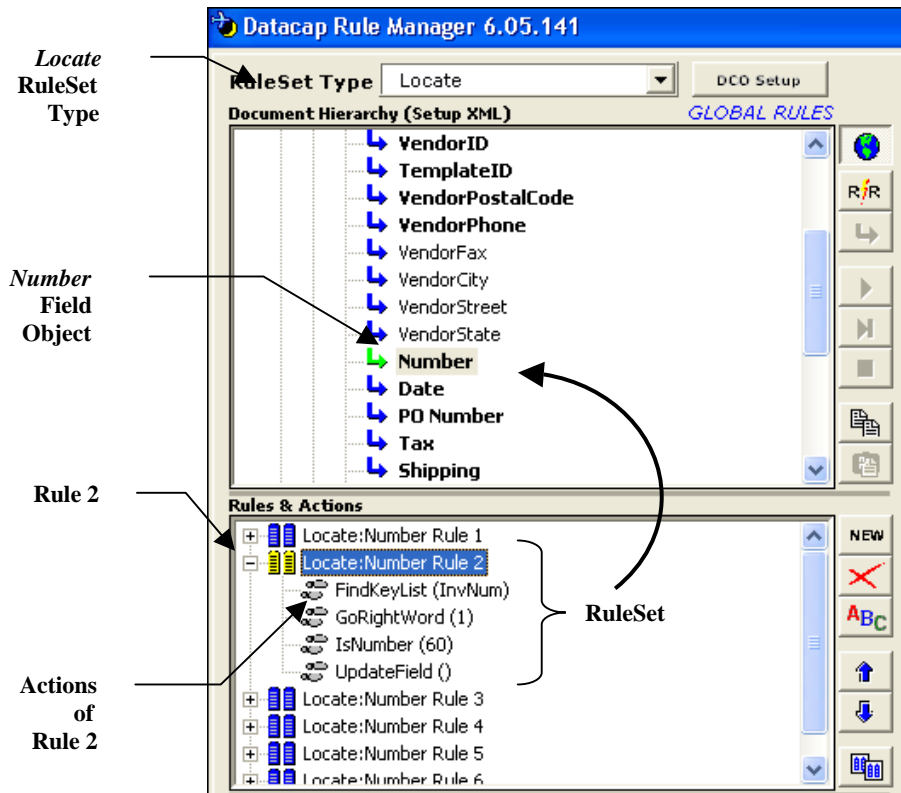 Datacap Rule Manager 6.05.141
Locate
RuleSet
Type
RuleSet Type
Locate
DCO Setup
Document Hierarchy (Setup XML)
GLOBAL RULES
VendorID
TemplateID
VendorPostalCode
VendorPhone
VendorFax
VendorCity
VendorStreet
VendorState
Number
Date
PO Number
Tax
Shipping
R/R
Number
Field
Object
Rule 2
Rules & Actions
Locate:Number Rule 1
Locate:Number Rule 2
FindKeyList (InvNum)
GoRightWord (1)
IsNumber (60)
UpdateField ()
Locate:Number Rule 3
Locate:Number Rule 4
Locate:Number Rule 5
Locate:Number Rule 6
RuleSet
NEW
ABC
Actions
of
Rule 2